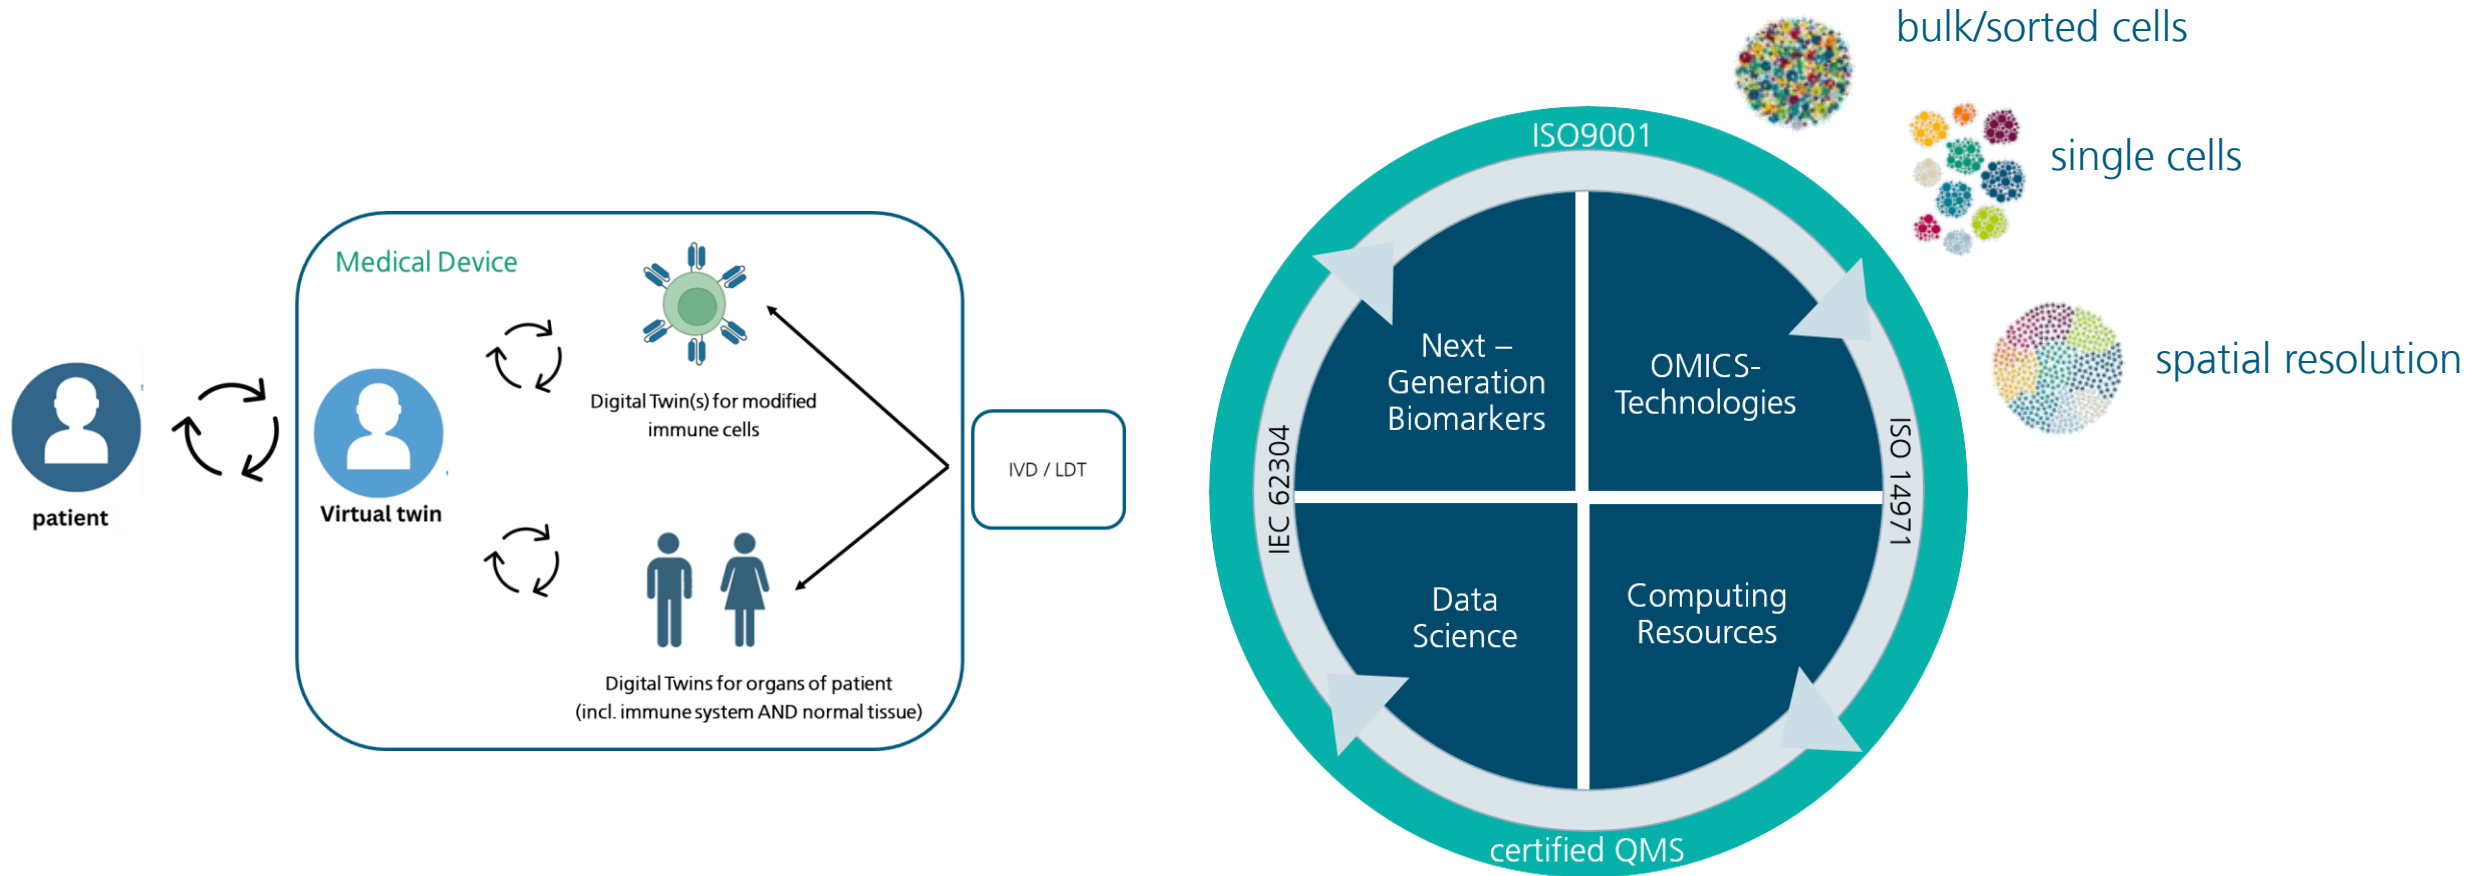 Medical Device
patient
Virtual twin
Digital Twin(s) for modified
immune cells
Digital Twins for organs of patient
(incl. immune system AND normal tissue)
IVD / LDT
ISO9001
IEC 62304
ISO 14971
certified QMS
Next –
Generation
Biomarkers
OMICS-
Technologies
Data
Science
Computing
Resources
bulk/sorted cells
single cells
spatial resolution